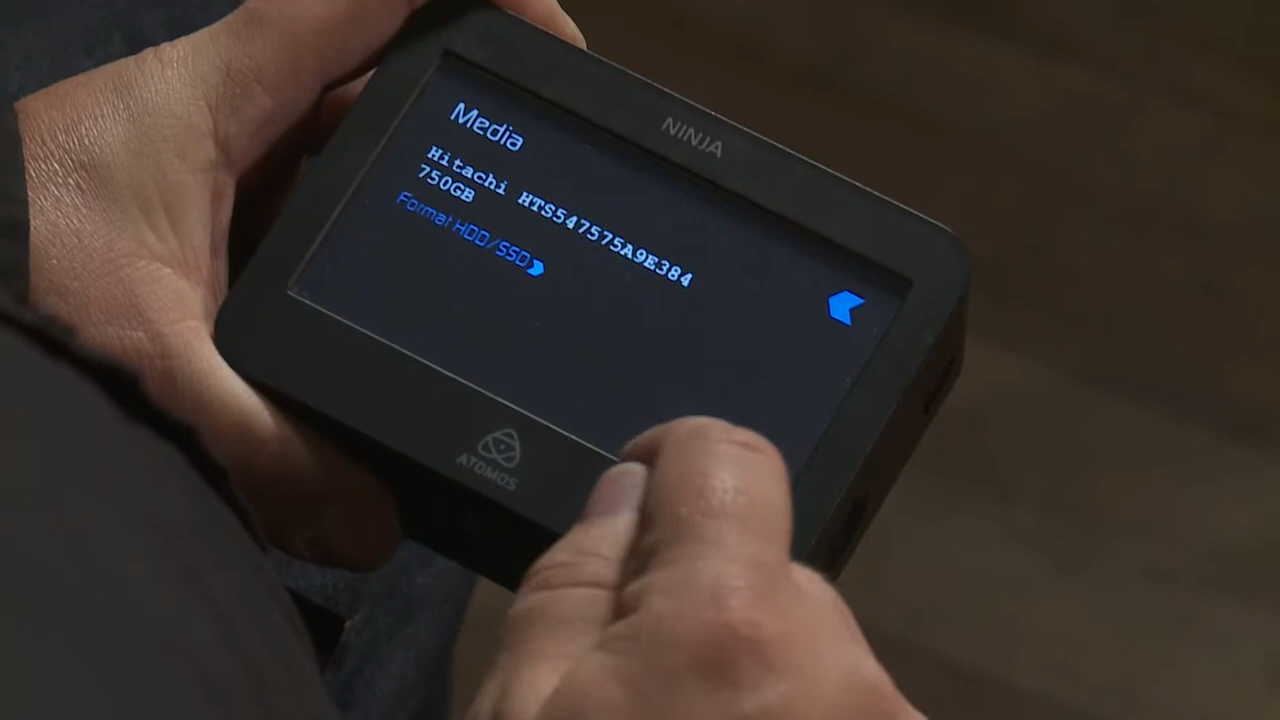 NINJA
Media
Hitachi HTS547575A9E384
750GB
Format HDD/SSD
ATOMOS